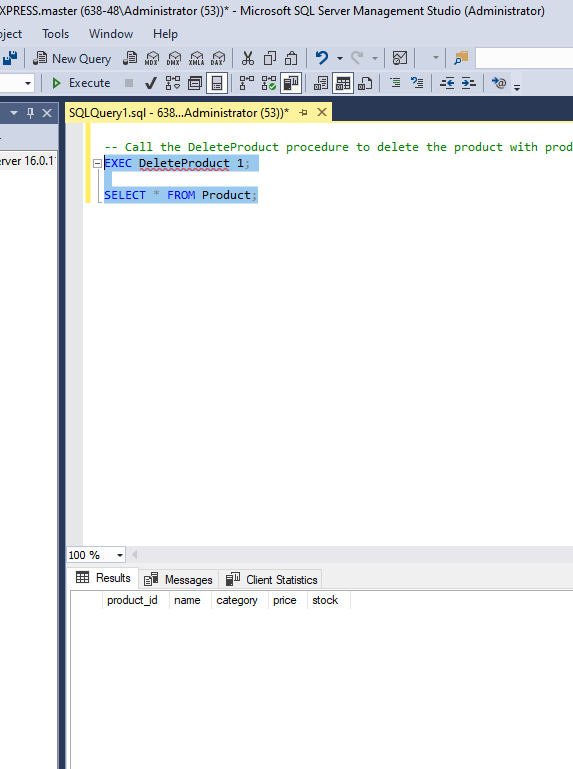 XPRESS.master (638-48\Administrator (53))* - Microsoft SQL Server Management Studio (Administrator)
ject Tools Window Help
New Query MDX DMX XMLA DAX
Execute
SQLQuery1.sql - 638...Administrator (53))*
-- Call the DeleteProduct procedure to delete the product with prod
erver 16.0.1
EXEC DeleteProduct 1;
SELECT * FROM Product;
100 %
Results Messages Client Statistics
product_id name category price stock